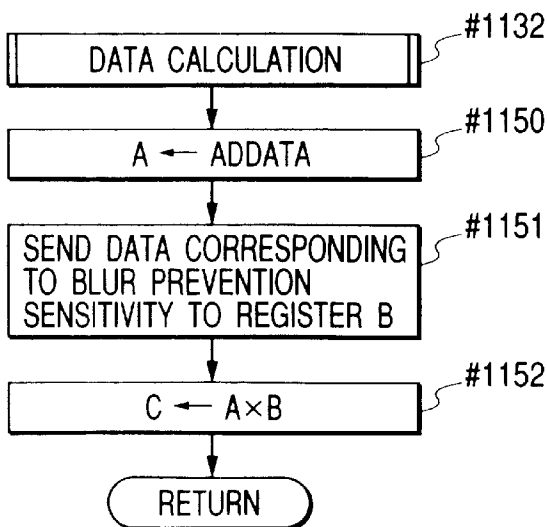 #1132
DATA CALCULATION
#1150
A ← ADDATA
#1151
SEND DATA CORRESPONDING
TO BLUR PREVENTION
SENSITIVITY TO REGISTER B
#1152
C ← A×B
RETURN